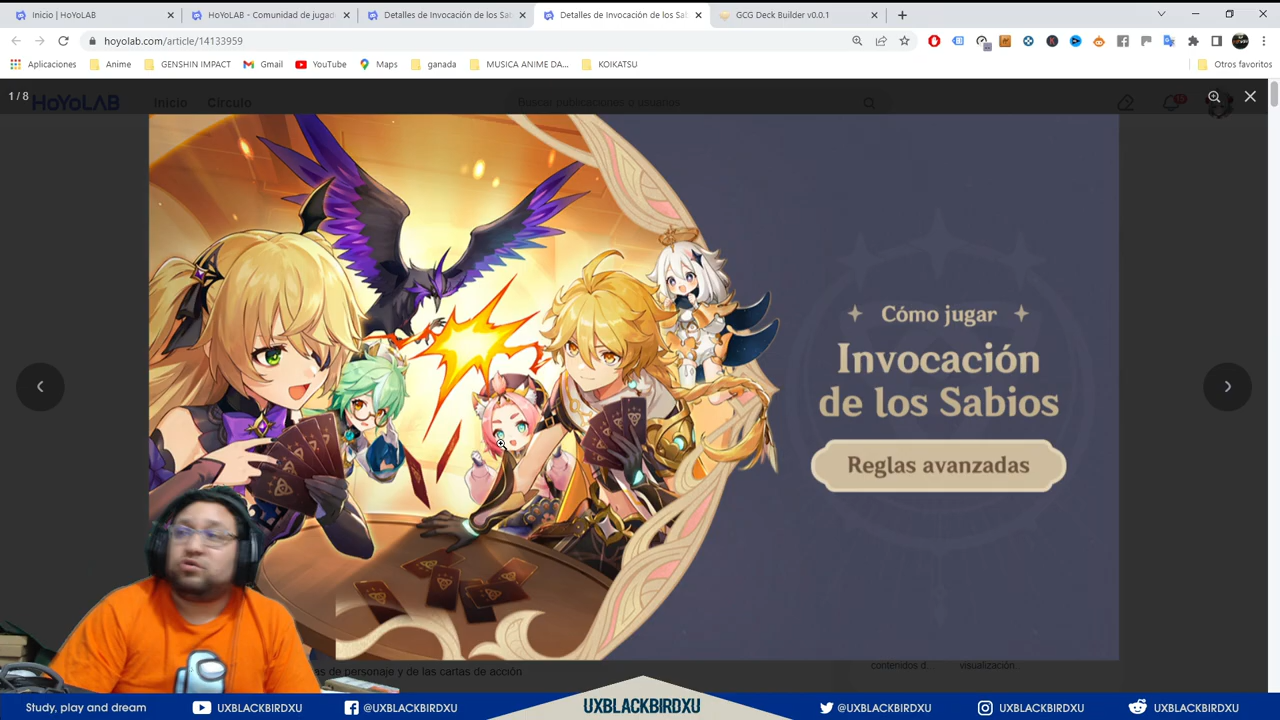 Inicio | HoYoLAB
HoYoLAB - Comunidad de jugad
Detalles de Invocación de los Sa
Detalles de Invocación de los Sa
GCG Deck Builder v0.0.1
hoyolab.com/article/14133959
Aplicaciones
Anime
GENSHIN IMPACT
Gmail
YouTube
Maps
ganada
MUSICA ANIME DA...
KOIKATSU
Otros favoritos
1 / 8
HoYoLAB
Inicio
Círculo
Buscar publicaciones o usuarios
Cómo jugar
Invocación
de los Sabios
Reglas avanzadas
as de personaje y de las cartas de acción
contenidos d...
visualización...
Study, play and dream
UXBLACKBIRDXU
@UXBLACKBIRDXU
UXBLACKBIRDXU
@UXBLACKBIRDXU
UXBLACKBIRDXU
UXBLACKBIRDXU